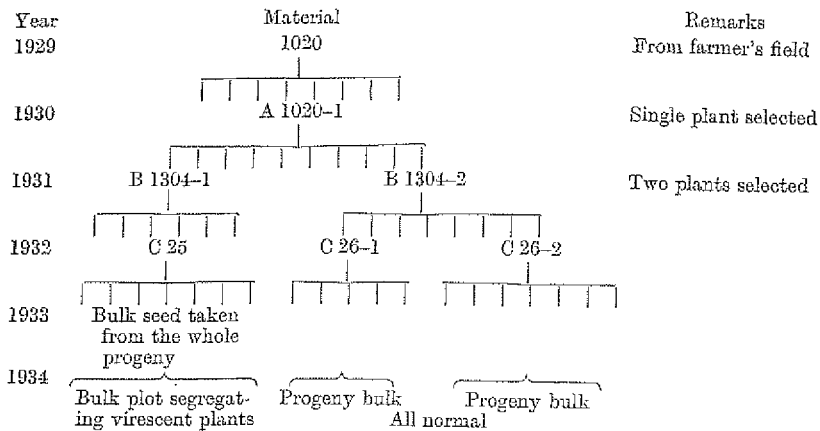 Year Material Remarks
1929 1020 From farmer's field
1930 A 1020-1 Single plant selected
1931 B 1304-1 B 1304-2 Two plants selected
1932 C 25 C 26-1 C 26-2
1933 Bulk seed taken
from the whole
progeny
1934
Bulk plot segregat- Progeny bulk Progeny bulk
ing virescent plants All normal